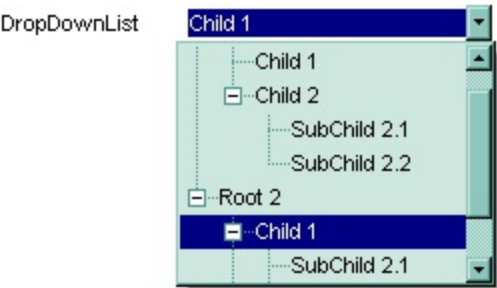 DropDownList Child 1
Child 1
Child 2
SubChild 2.1
SubChild 2.2
Root 2
Child 1
SubChild 2.1